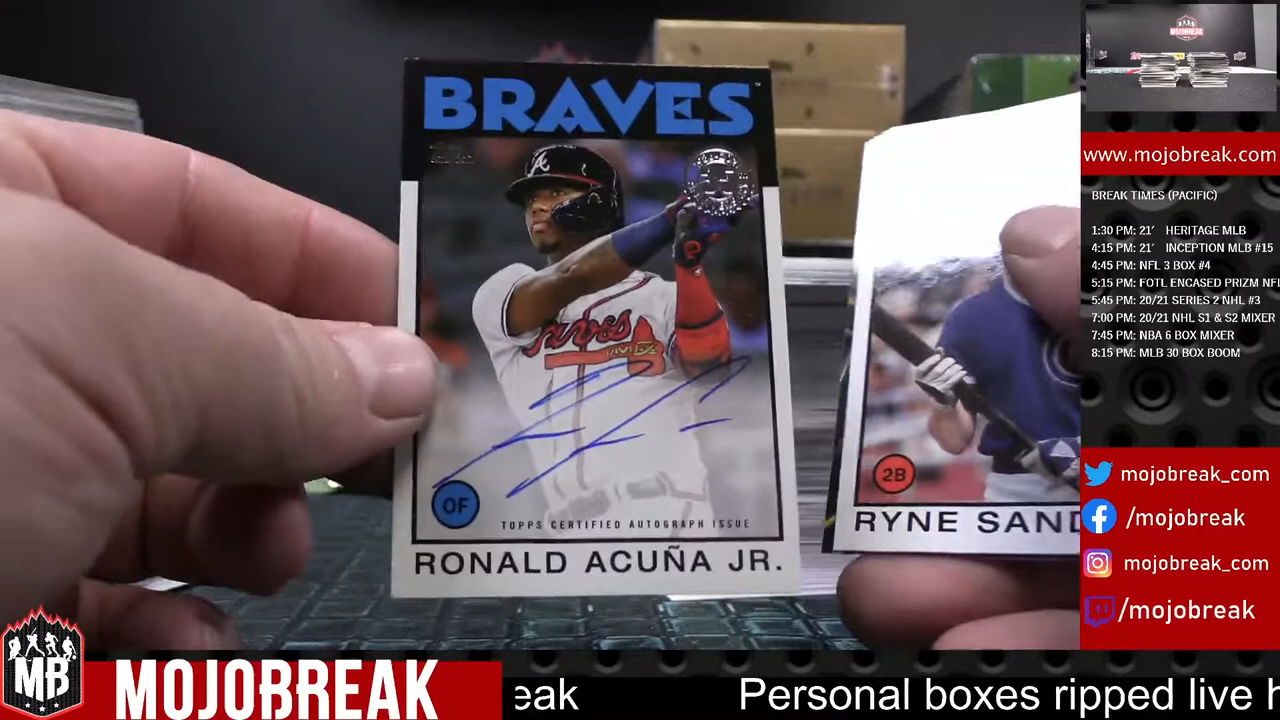 BRAVES
TM
Topps
A
Braves
OF
TOPPS CERTIFIED AUTOGRAPH ISSUE
RONALD ACUÑA JR.
2B
RYNE SAND
MOJOBREAK
www.mojobreak.com
BREAK TIMES (PACIFIC)
1:30 PM: 21' HERITAGE MLB
4:15 PM: 21' INCEPTION MLB #15
4:45 PM: NFL 3 BOX #4
5:15 PM: FOTL ENCASED PRIZM NFL
5:45 PM: 20/21 SERIES 2 NHL #3
7:00 PM: 20/21 NHL S1 & S2 MIXER
7:45 PM: NBA 6 BOX MIXER
8:15 PM: MLB 30 BOX BOOM
mojobreak_com
/mojobreak
mojobreak_com
/mojobreak
MB
MOJOBREAK
eak
Personal boxes ripped live h